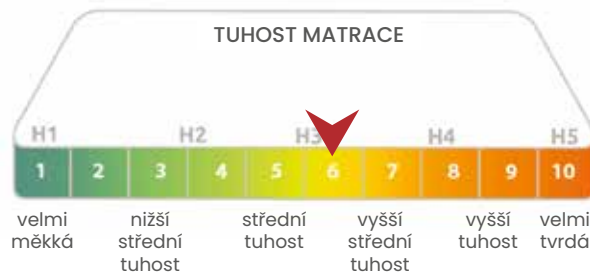 TUHOST MATRACE
H1 H2 H3 H4 H5
1 2 3 4 5 6 7 8 9 10
velmi měkká
nižší střední tuhost
střední tuhost
vyšší střední tuhost
vyšší tuhost
velmi tvrdá